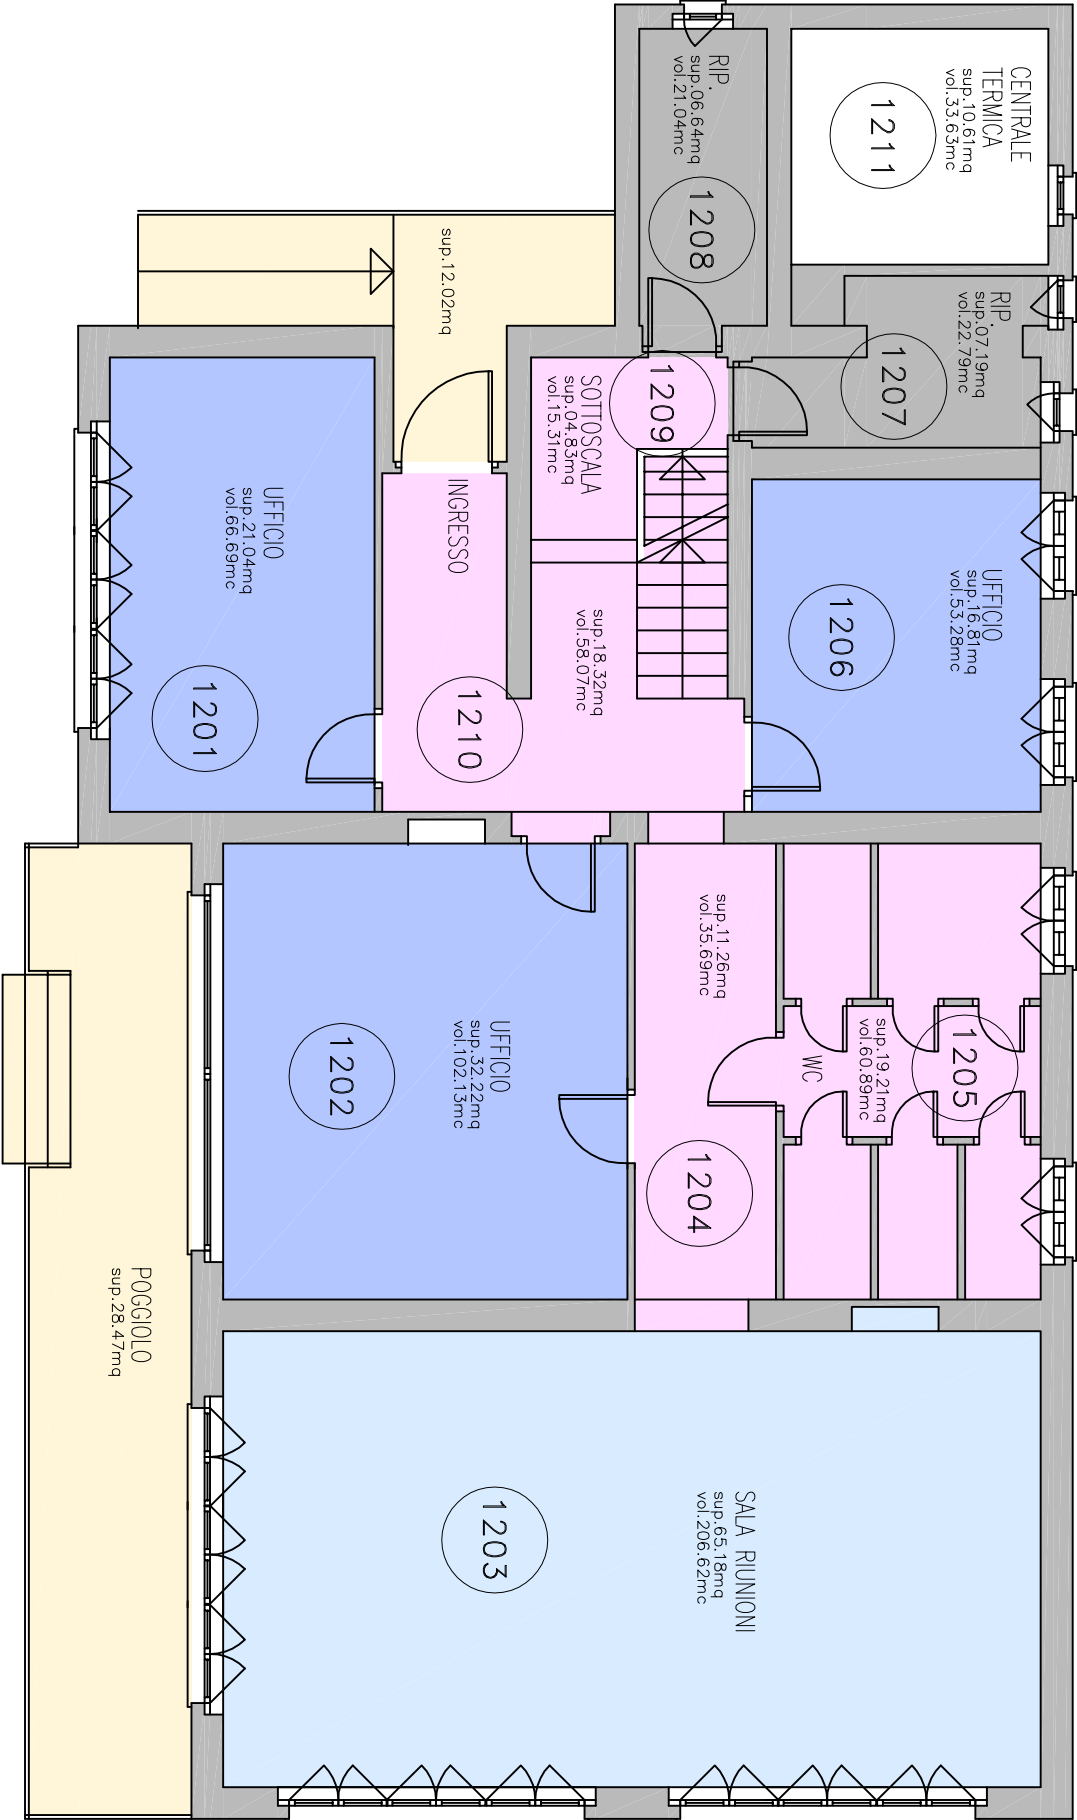 CENTRALE
TERMICA
sup.10.61mq
vol.33.63mc
1211
RIP.
sup.06.64mq
vol.21.04mc
1208
sup.12.02mq
RIP.
sup.07.19mq
vol.22.79mc
1207
1209
SOTTOSCALA
sup.04.83mq
vol.15.31mc
INGRESSO
UFFICIO
sup.21.04mq
vol.66.69mc
1201
UFFICIO
sup.16.81mq
vol.53.28mc
1206
sup.18.32mq
vol.58.07mc
1210
sup.11.26mq
vol.35.69mc
1204
WC
sup.19.21mq
vol.60.89mc
1205
UFFICIO
sup.32.22mq
vol.102.13mc
1202
POGGIOLO
sup.28.47mq
SALA RIUNIONI
sup.65.18mq
vol.206.62mc
1203